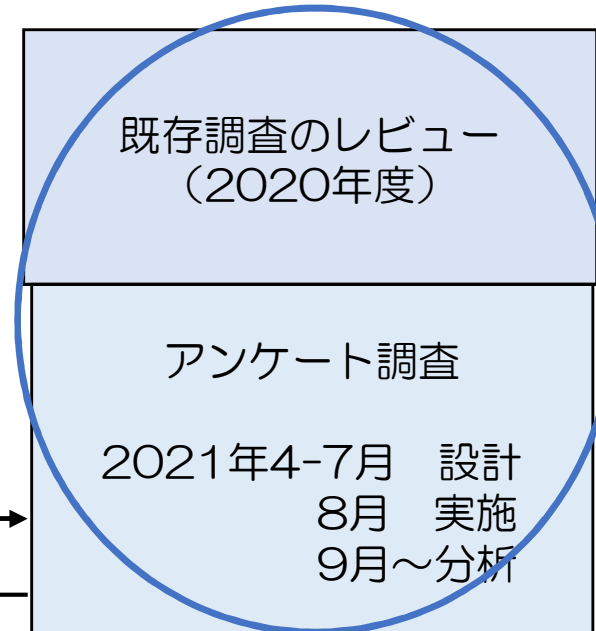 既存調査のレビュー
（2020年度）
アンケート調査
2021年4-7月　設計
8月　実施
9月～分析